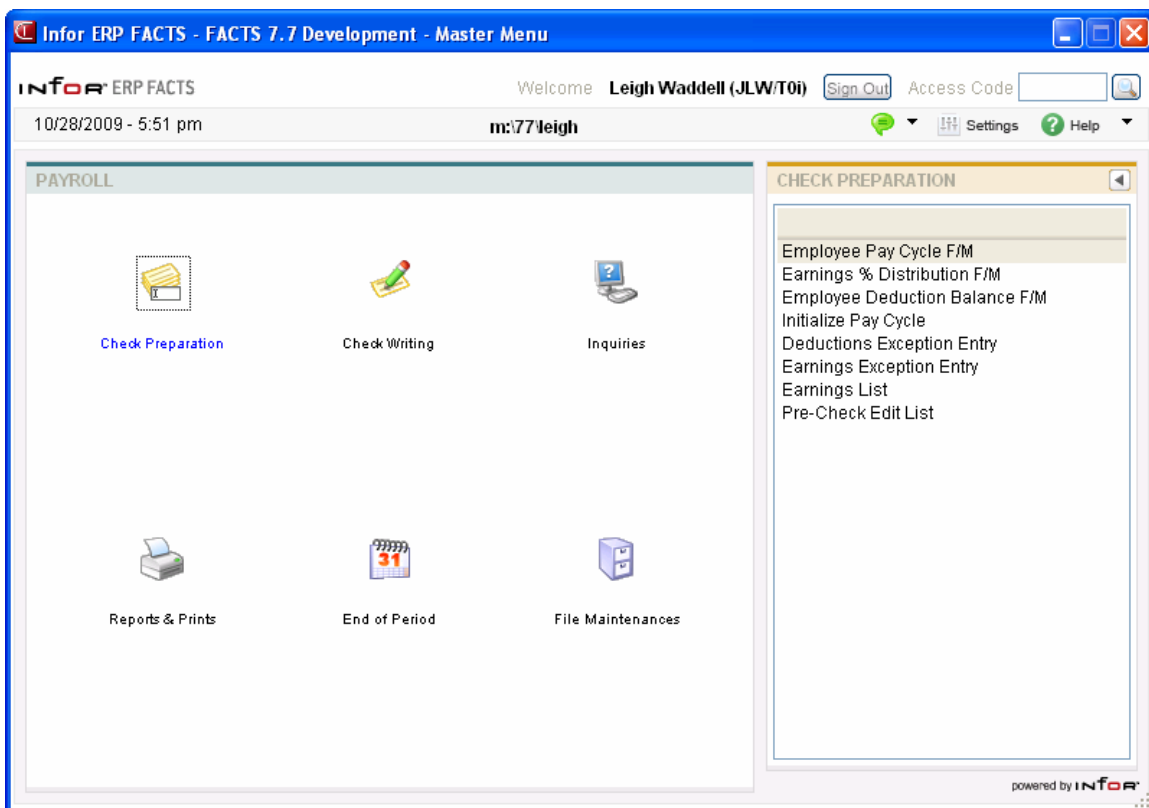 Infor ERP FACTS - FACTS 7.7 Development - Master Menu
INFOR ERP FACTS Welcome Leigh Waddell (JLW/T0i) Sign Out Access Code
10/28/2009 - 5:51 pm m:\77\leigh Settings Help
PAYROLL
Check Preparation Check Writing Inquiries
31
Reports & Prints End of Period File Maintenances
CHECK PREPARATION
Employee Pay Cycle F/M
Earnings % Distribution F/M
Employee Deduction Balance F/M
Initialize Pay Cycle
Deductions Exception Entry
Earnings Exception Entry
Earnings List
Pre-Check Edit List
powered by INFOR